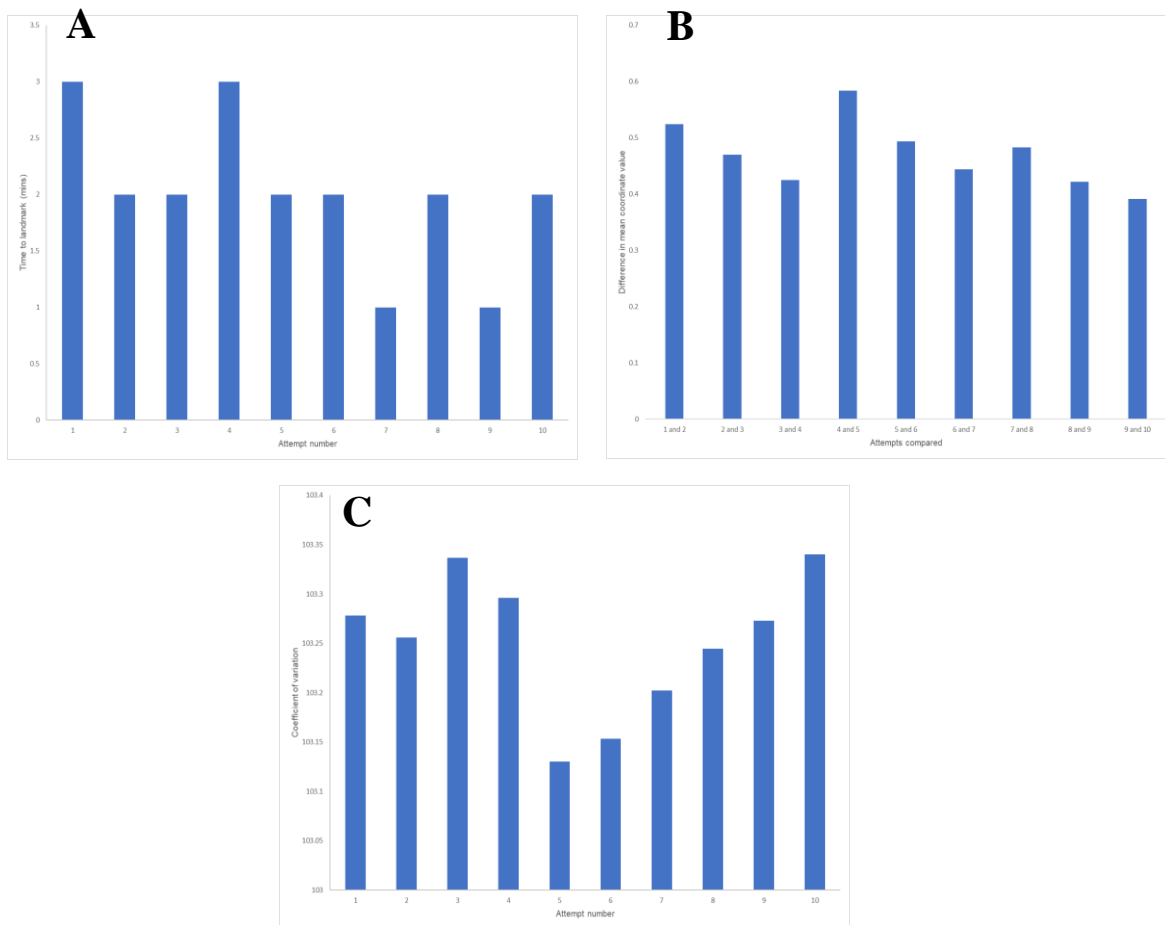 A
3.5
3
2.5
2
1.5
1
0.5
0
Time to landmark (mins)
1 2 3 4 5 6 7 8 9 10
Attempt number
B
0.7
0.6
0.5
0.4
0.3
0.2
0.1
0
Difference in mean coordinate value
1 and 2 2 and 3 3 and 4 4 and 5 5 and 6 6 and 7 7 and 8 8 and 9 9 and 10
Attempts compared
C
103.4
103.35
103.3
103.25
103.2
103.15
103.1
103.05
103
Coefficient of variation
1 2 3 4 5 6 7 8 9 10
Attempt number